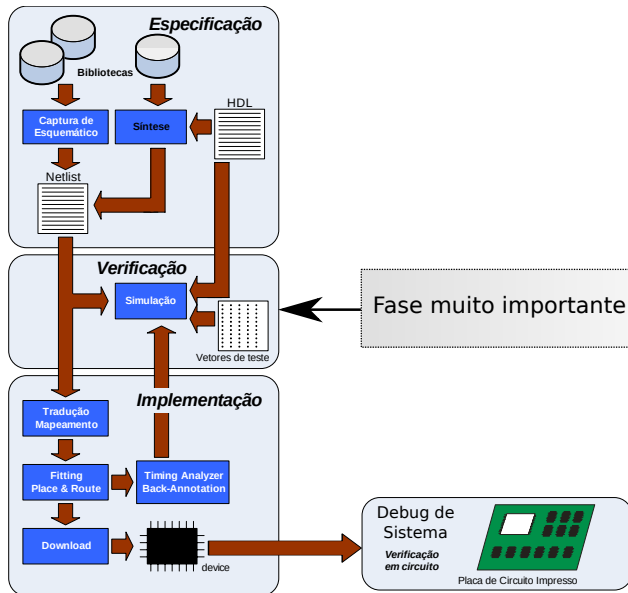 Especificação
Bibliotecas
HDL
Captura de
Esquemático
Síntese
Netlist
Verificação
Simulação
Vetores de teste
Fase muito importante
Implementação
Tradução
Mapeamento
Fitting
Place & Route
Timing Analyzer
Back-Annotation
Download
device
Debug de
Sistema
Verificação
em circuito
Placa de Circuito Impresso